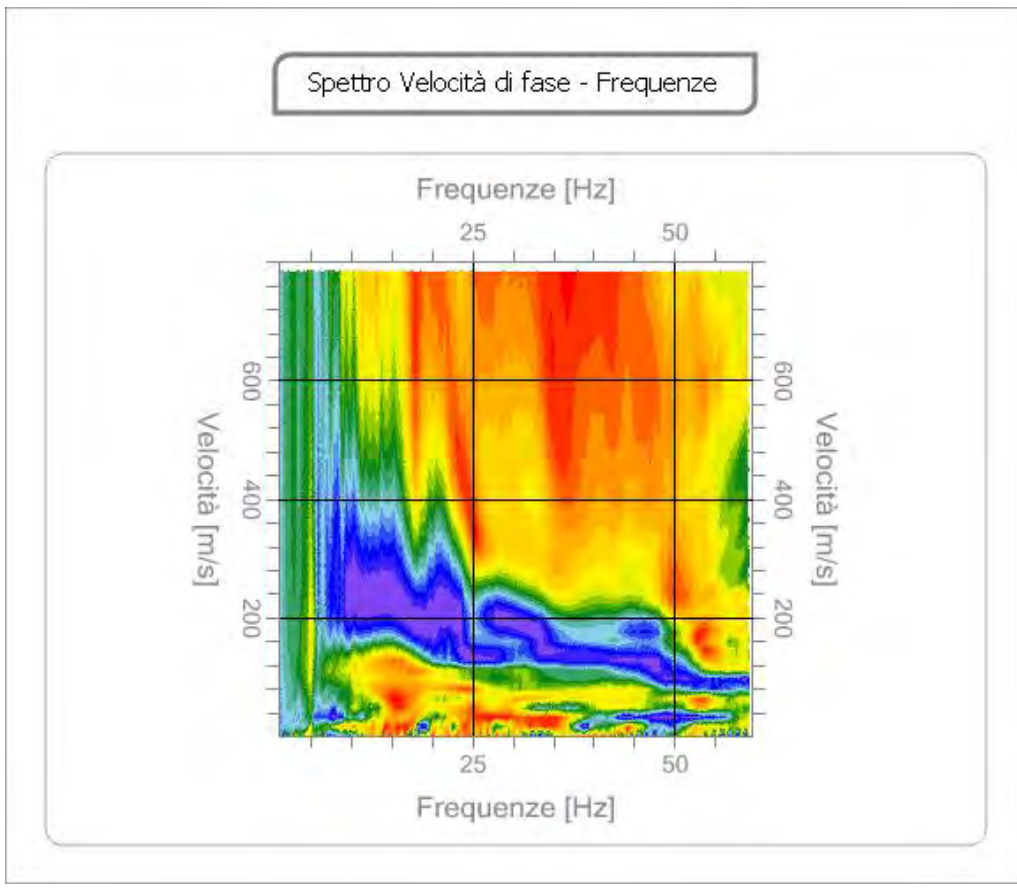 Spettro Velocità di fase - Frequenze
Frequenze [Hz]
25 50
600 600
400 400
200 200
Velocità [m/s]
Velocità [m/s]
25 50
Frequenze [Hz]